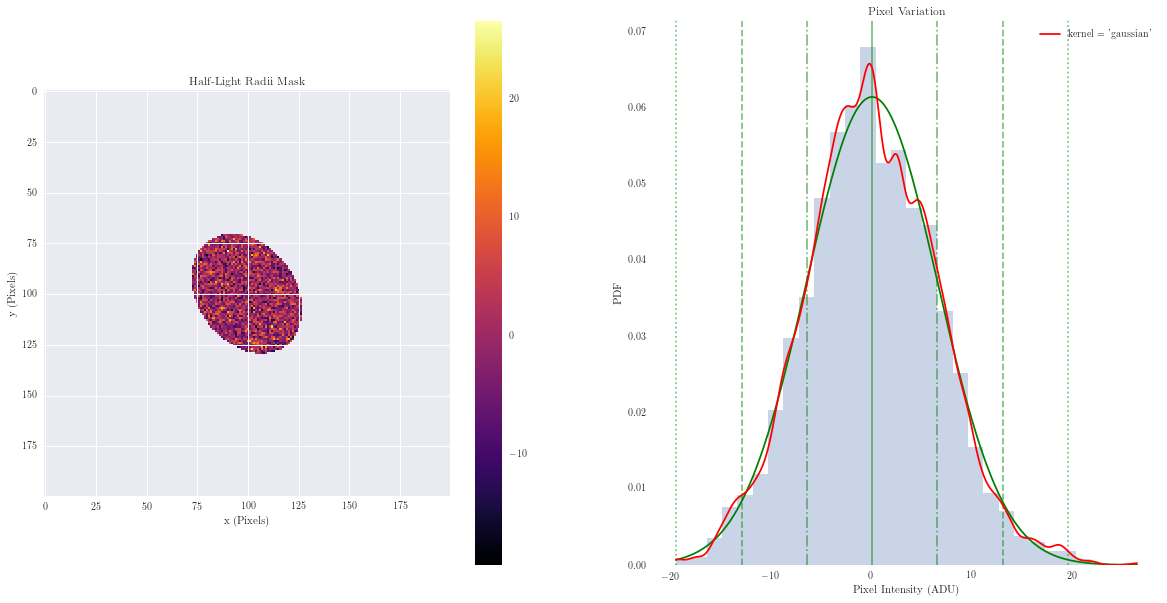 Half-Light Radii Mask
0
25
50
75
100
125
150
175
y (Pixels)
0 25 50 75 100 125 150 175
x (Pixels)
20
10
0
−10
Pixel Variation
kernel = 'gaussian'
0.07
0.06
0.05
0.04
0.03
0.02
0.01
0.00
PDF
−20 −10 0 10 20
Pixel Intensity (ADU)